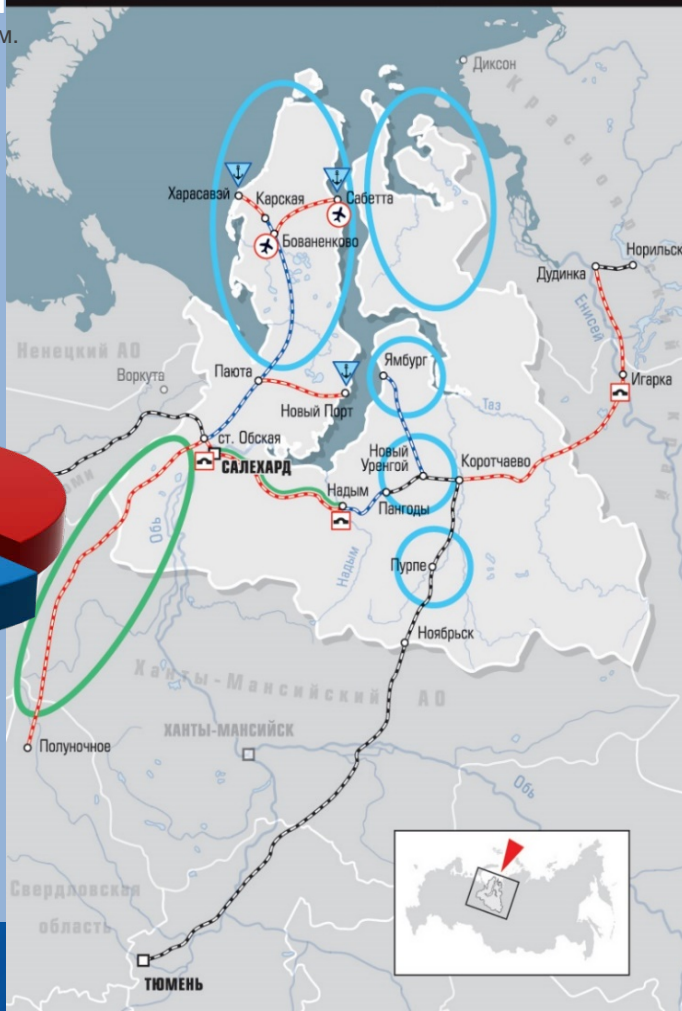 м.
Диксон
Красноя
Харасавэй
Карская
Сабетта
Бованенково
Норильск
Дудинка
Енисей
Ненецкий АО
Воркута
Паюта
Ямбург
Игарка
Новый Порт
Таз
ст. Обская
Новый
Уренгой
Коротчаево
САЛЕХАРД
Надым
Пангоды
Обь
Надым
Пурпе
Ноябрьск
Ханты-Мансийский АО
ХАНТЫ-МАНСИЙСК
Полуночное
Обь
Свердловская
область
ТЮМЕНЬ